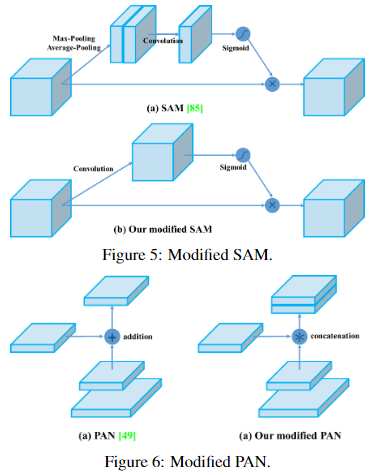 Max-Pooling
Average-Pooling
Convolution
Sigmoid
(a) SAM [85]
Convolution
Sigmoid
(b) Our modified SAM
Figure 5: Modified SAM.
addition
concatenation
(a) PAN [49]
(a) Our modified PAN
Figure 6: Modified PAN.